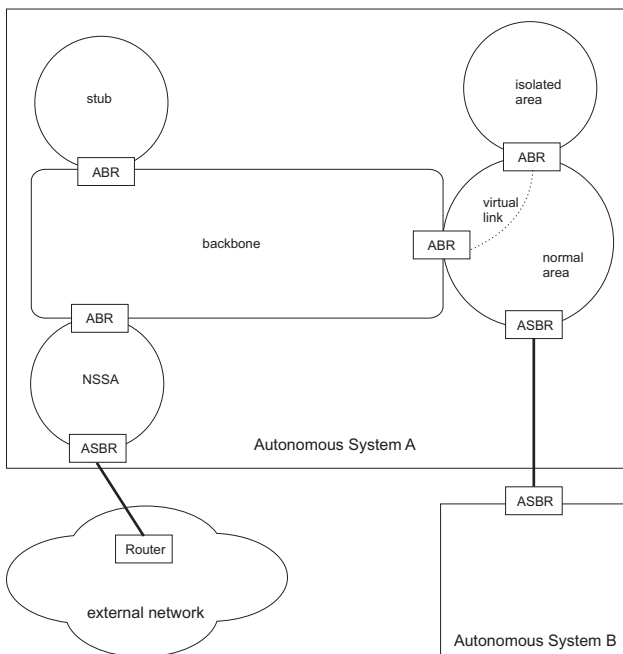 stub
isolated
area
ABR
ABR
virtual
link
backbone
ABR
normal
area
ABR
ASBR
NSSA
ASBR
Autonomous System A
ASBR
Router
external network
Autonomous System B